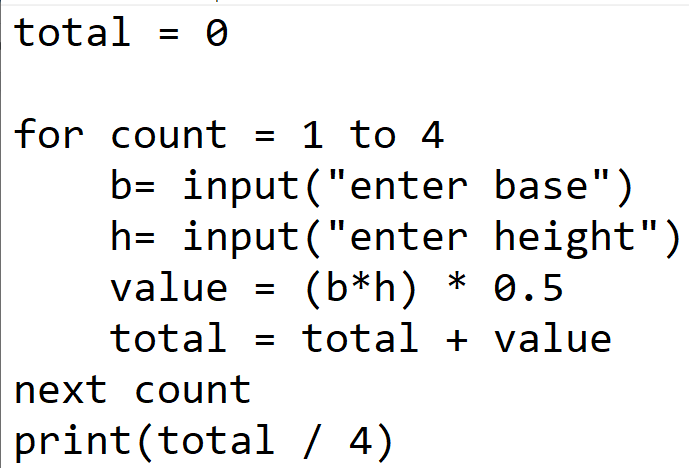 total = 0
for count = 1 to 4
b= input("enter base")
h= input("enter height")
value = (b*h) * 0.5
total = total + value
next count
print(total / 4)